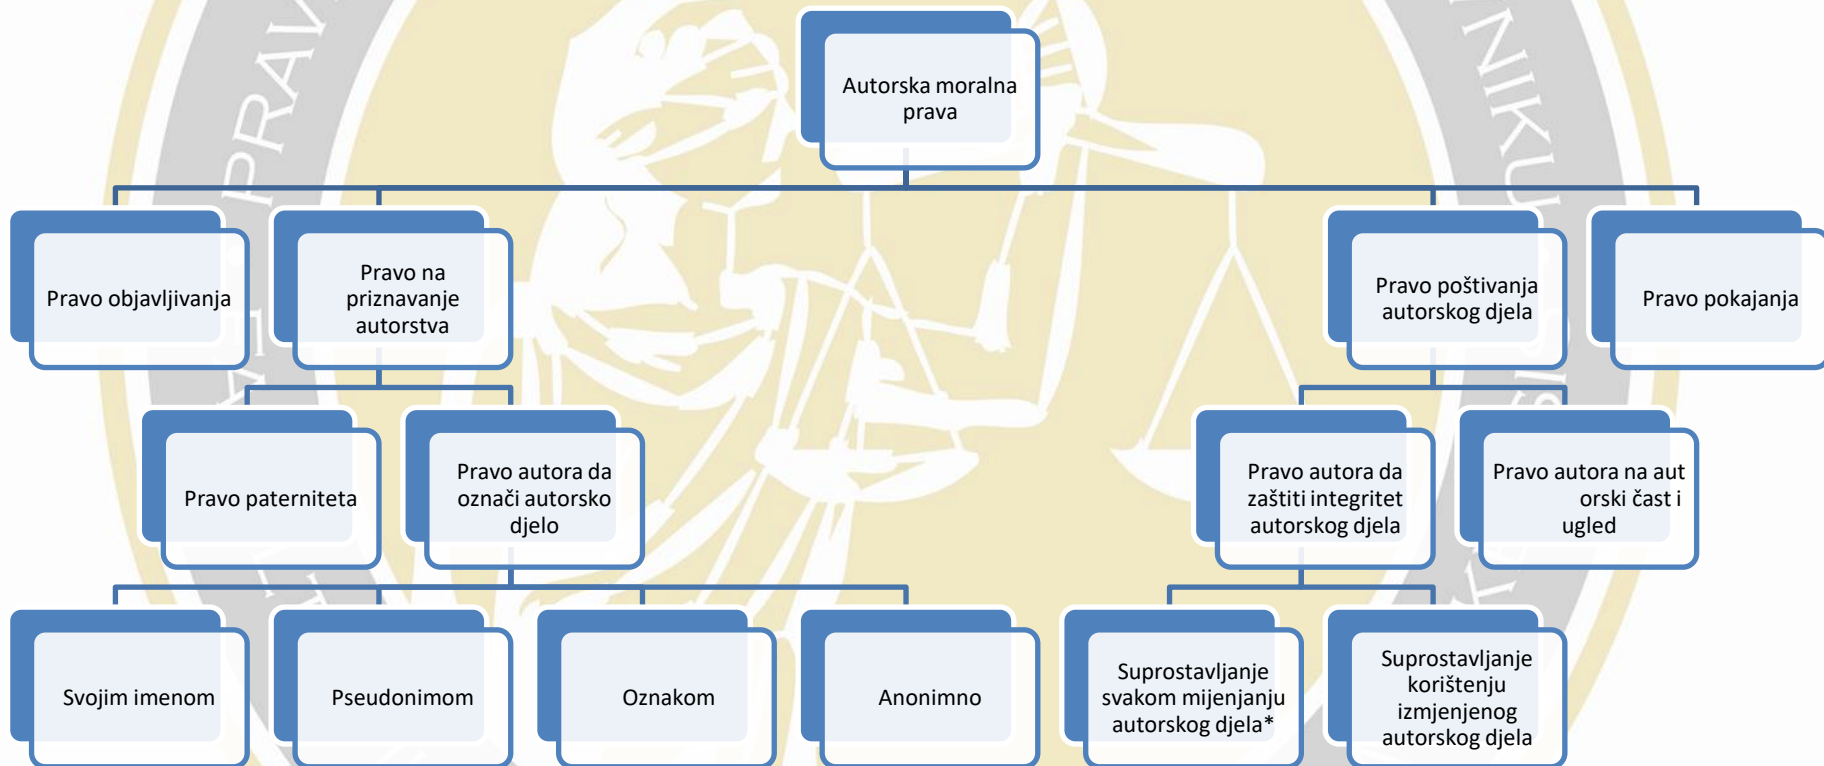 Autorska moralna
prava
Pravo objavljivanja
Pravo na
priznavanje
autorstva
Pravo poštivanja
autorskog djela
Pravo pokajanja
Pravo paterniteta
Pravo autora da
označi autorsko
djelo
Pravo autora da
zaštiti integritet
autorskog djela
Pravo autora na aut
orski čast i
ugled
Svojim imenom
Pseudonimom
Oznakom
Anonimno
Suprostavljanje
svakom mijenjanju
autorskog djela*
Suprostavljanje
korištenju
izmjenjenog
autorskog djela